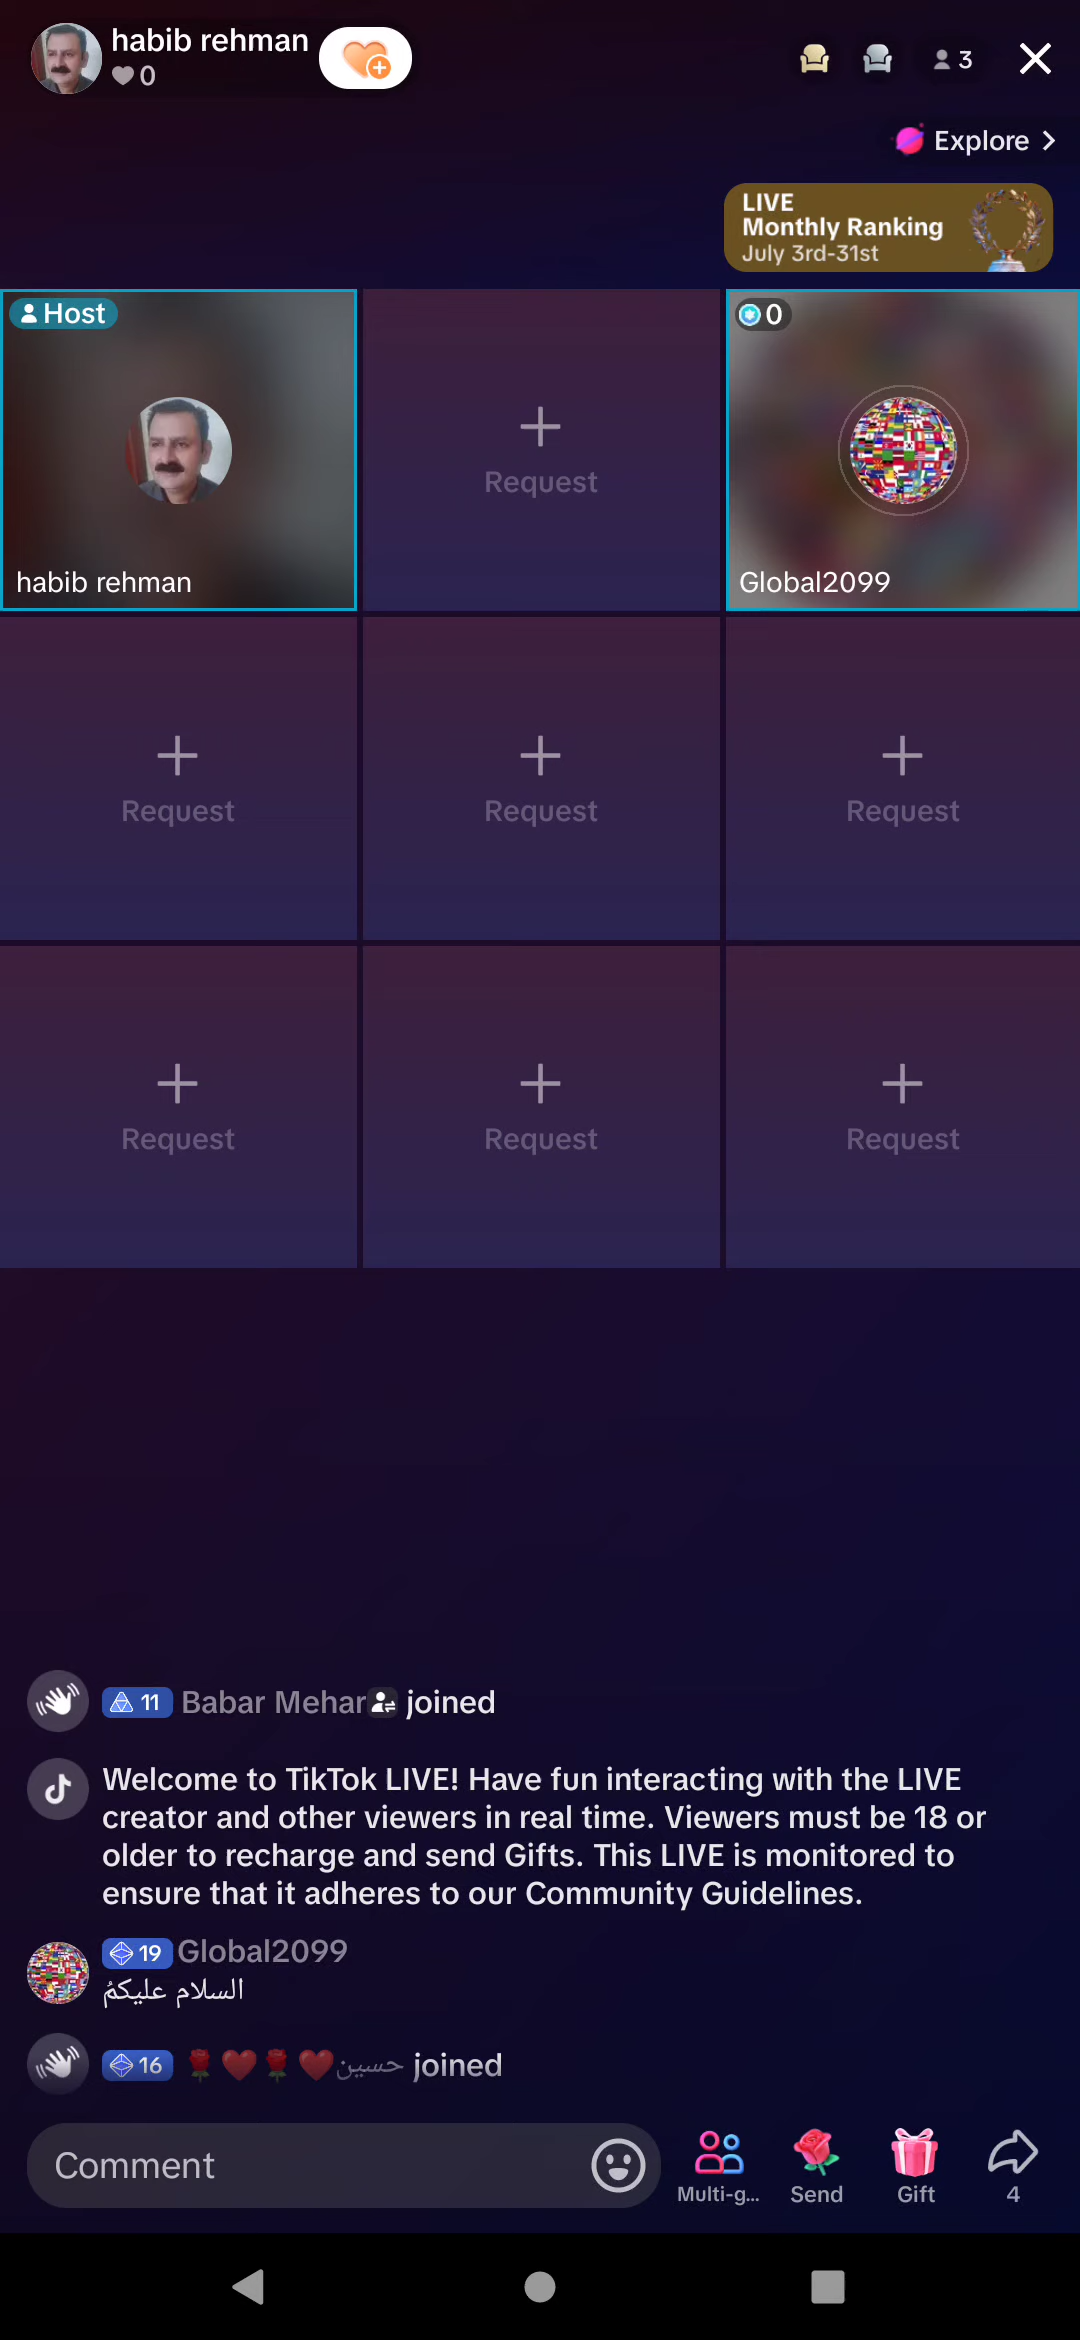 habib rehman
0
3
Explore
LIVE
Monthly Ranking
July 3rd-31st
Host
habib rehman
Request
0
Global2099
Request
Request
Request
Request
Request
Request
11 Babar Mehar joined
Welcome to TikTok LIVE! Have fun interacting with the LIVE
creator and other viewers in real time. Viewers must be 18 or
older to recharge and send Gifts. This LIVE is monitored to
ensure that it adheres to our Community Guidelines.
19 Global2099
السلام عليكمُ
16 🌹❤️🌹❤️حسين joined
Comment
Multi-g...
Send
Gift
4